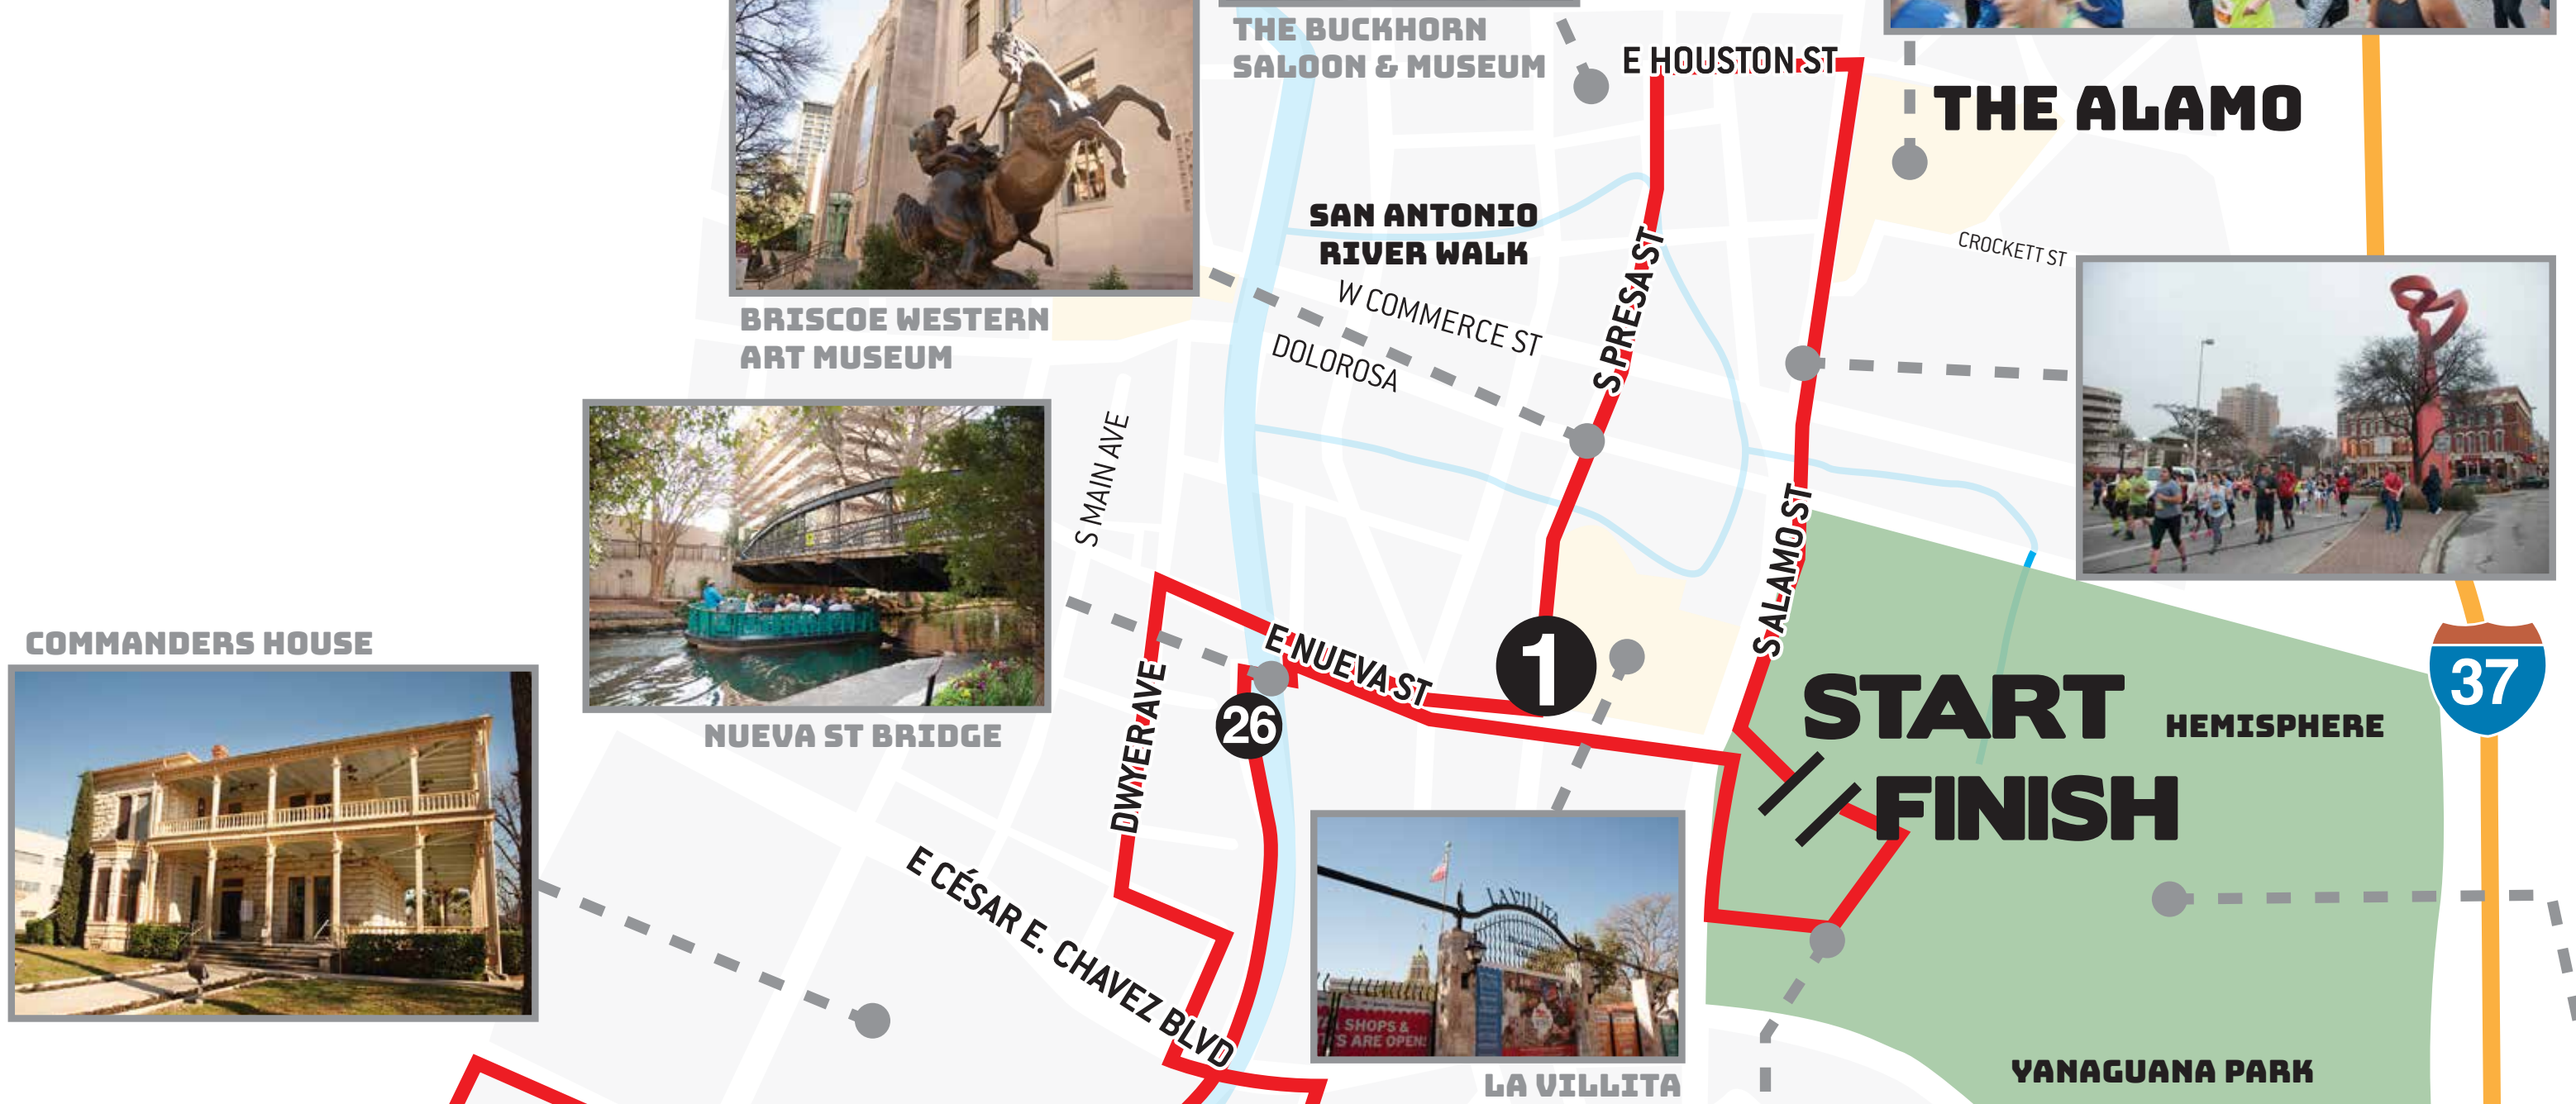 THE BUCKHORN
SALOON & MUSEUM
E HOUSTON ST
THE ALAMO
SAN ANTONIO
RIVER WALK
CROCKETT ST
W COMMERCE ST
DOLOROSA
S PRESA ST
BRISCOE WESTERN
ART MUSEUM
S MAIN AVE
S ALAMO ST
COMMANDERS HOUSE
E NUEVA ST
1
37
START
HEMISPHERE
26
NUEVA ST BRIDGE
DWYER AVE
FINISH
E CÉSAR E. CHAVEZ BLVD
LA VILLITA
SHOPS &
S ARE OPEN!
YANAGUANA PARK
LA VILLITA